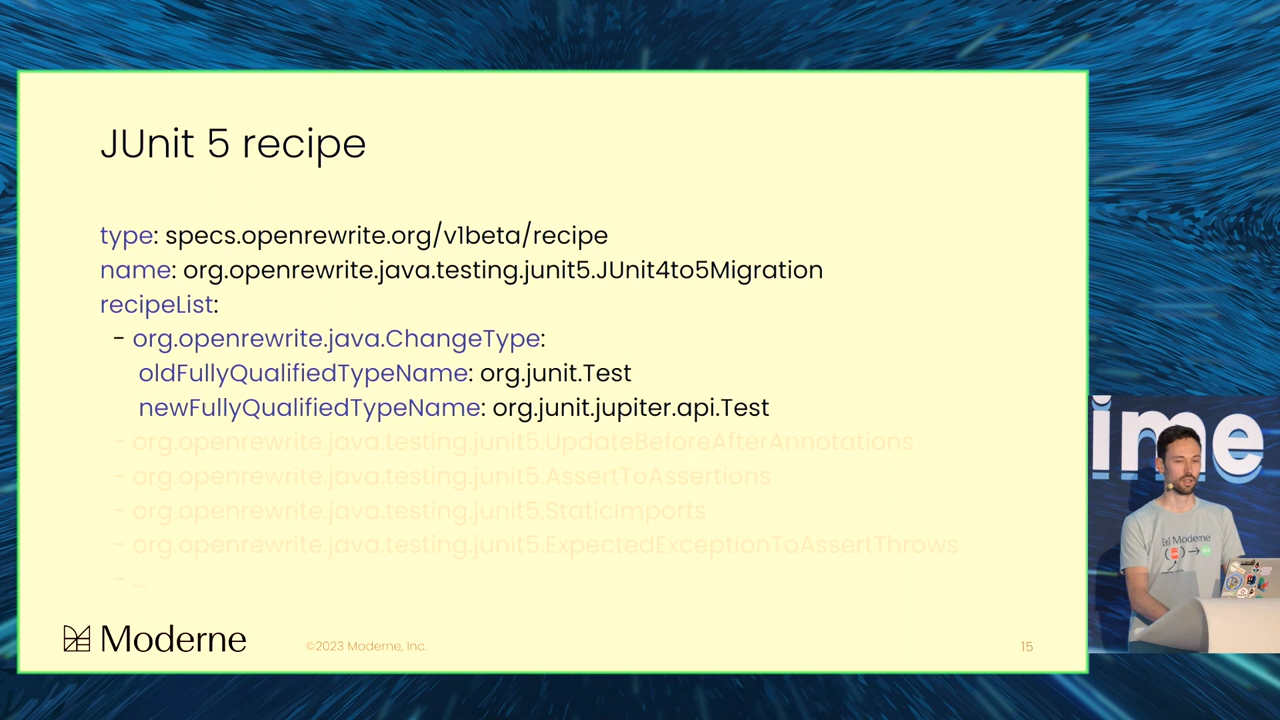 JUnit 5 recipe
type: specs.openrewrite.org/v1beta/recipe
name: org.openrewrite.java.testing.junit5.JUnit4to5Migration
recipeList:
- org.openrewrite.java.ChangeType:
oldFullyQualifiedTypeName: org.junit.Test
newFullyQualifiedTypeName: org.junit.jupiter.api.Test
- org.openrewrite.java.testing.junit5.UpdateBeforeAfterAnnotations
- org.openrewrite.java.testing.junit5.AssertToAssertions
- org.openrewrite.java.testing.junit5.StaticImports
- org.openrewrite.java.testing.junit5.ExpectedExceptionToAssertThrows
- ...
Moderne
©2023 Moderne, Inc.
15
ime
Moderne